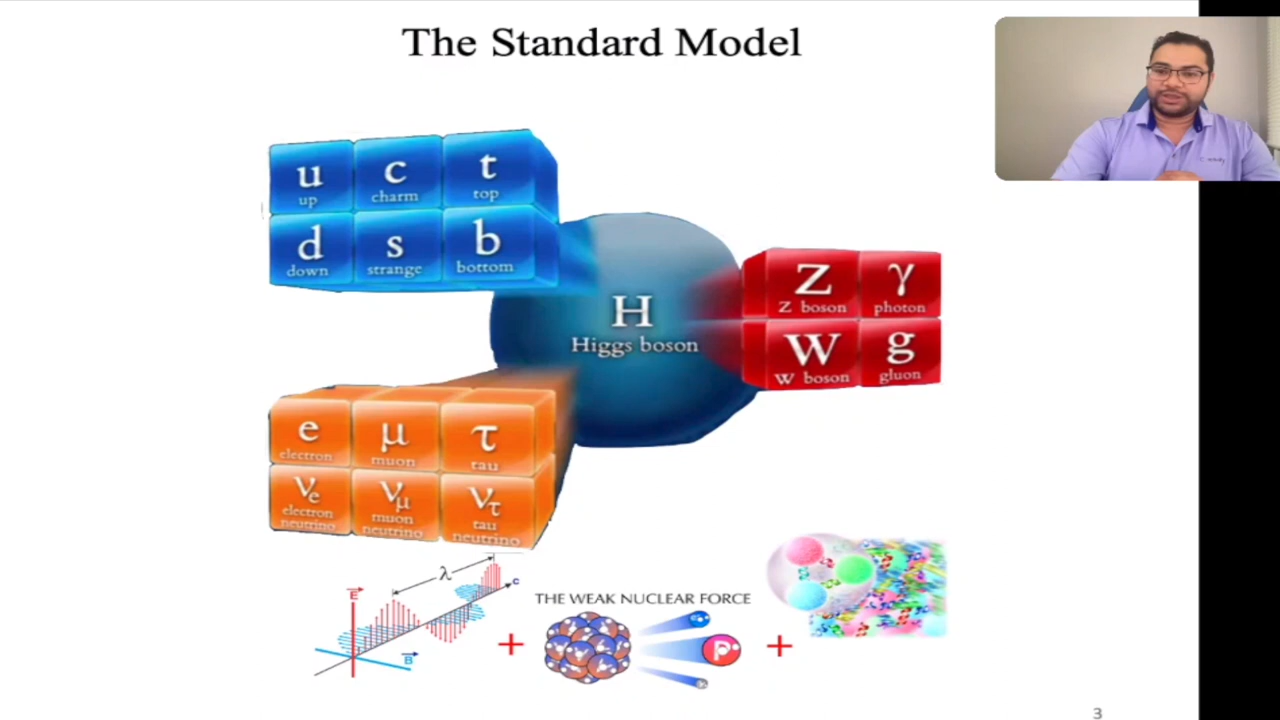 The Standard Model
u c t
up charm top
d s b
down strange bottom
H
Higgs boson
Z γ
Z boson photon
W g
W boson gluon
e μ τ
electron muon tau
νe νμ ντ
electron neutrino muon neutrino tau neutrino
λ
E
C
B
THE WEAK NUCLEAR FORCE
+
+
P
3